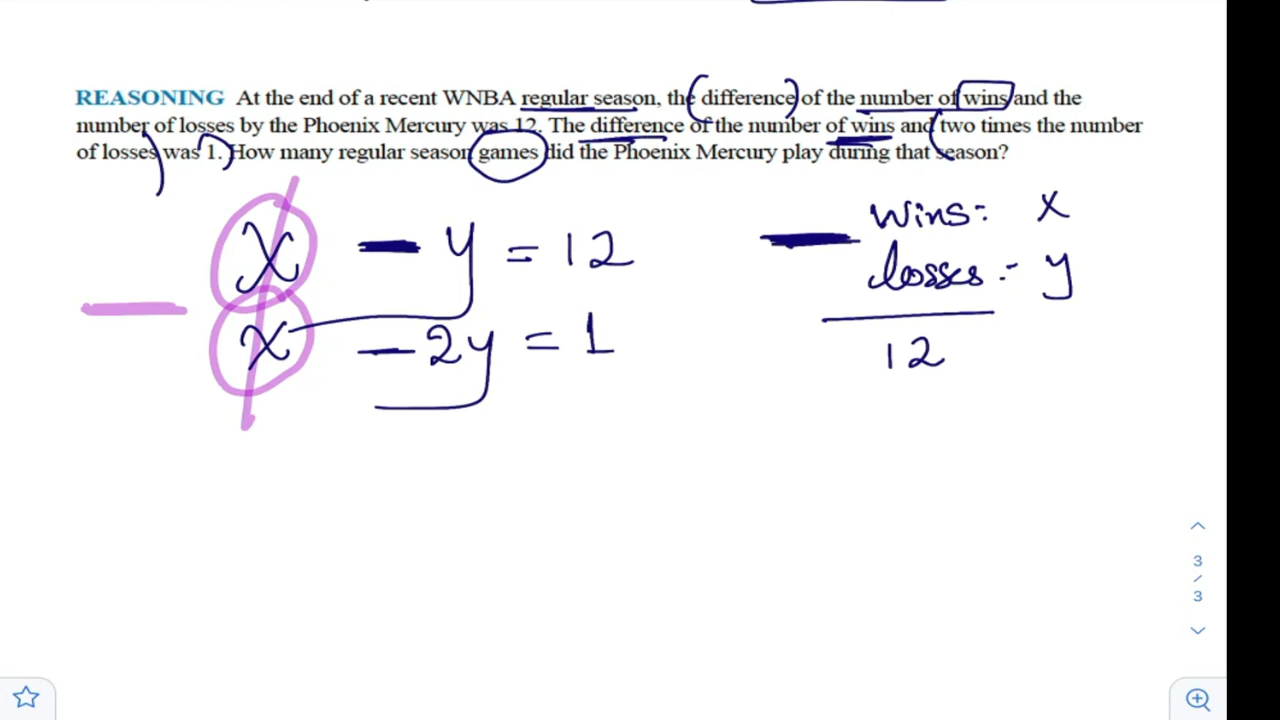 REASONING At the end of a recent WNBA regular season, the difference of the number of wins and the
number of losses by the Phoenix Mercury was 12. The difference of the number of wins and two times the number
of losses was 1. How many regular season games did the Phoenix Mercury play during that season?
x - y = 12
x - 2y = 1
wins: x
losses: y
12
3
/
3